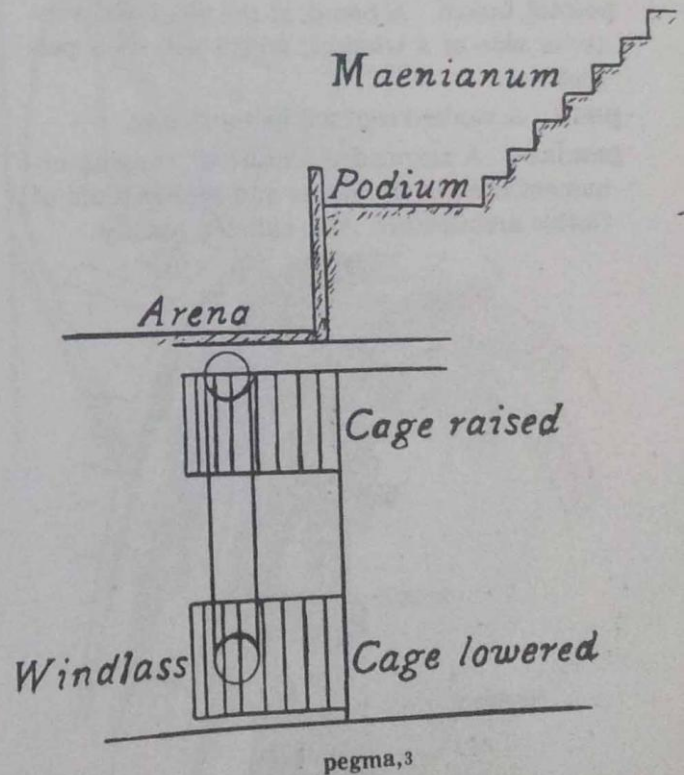 Maenianum
Podium
Arena
Cage raised
Windlass
Cage lowered
pegma,3